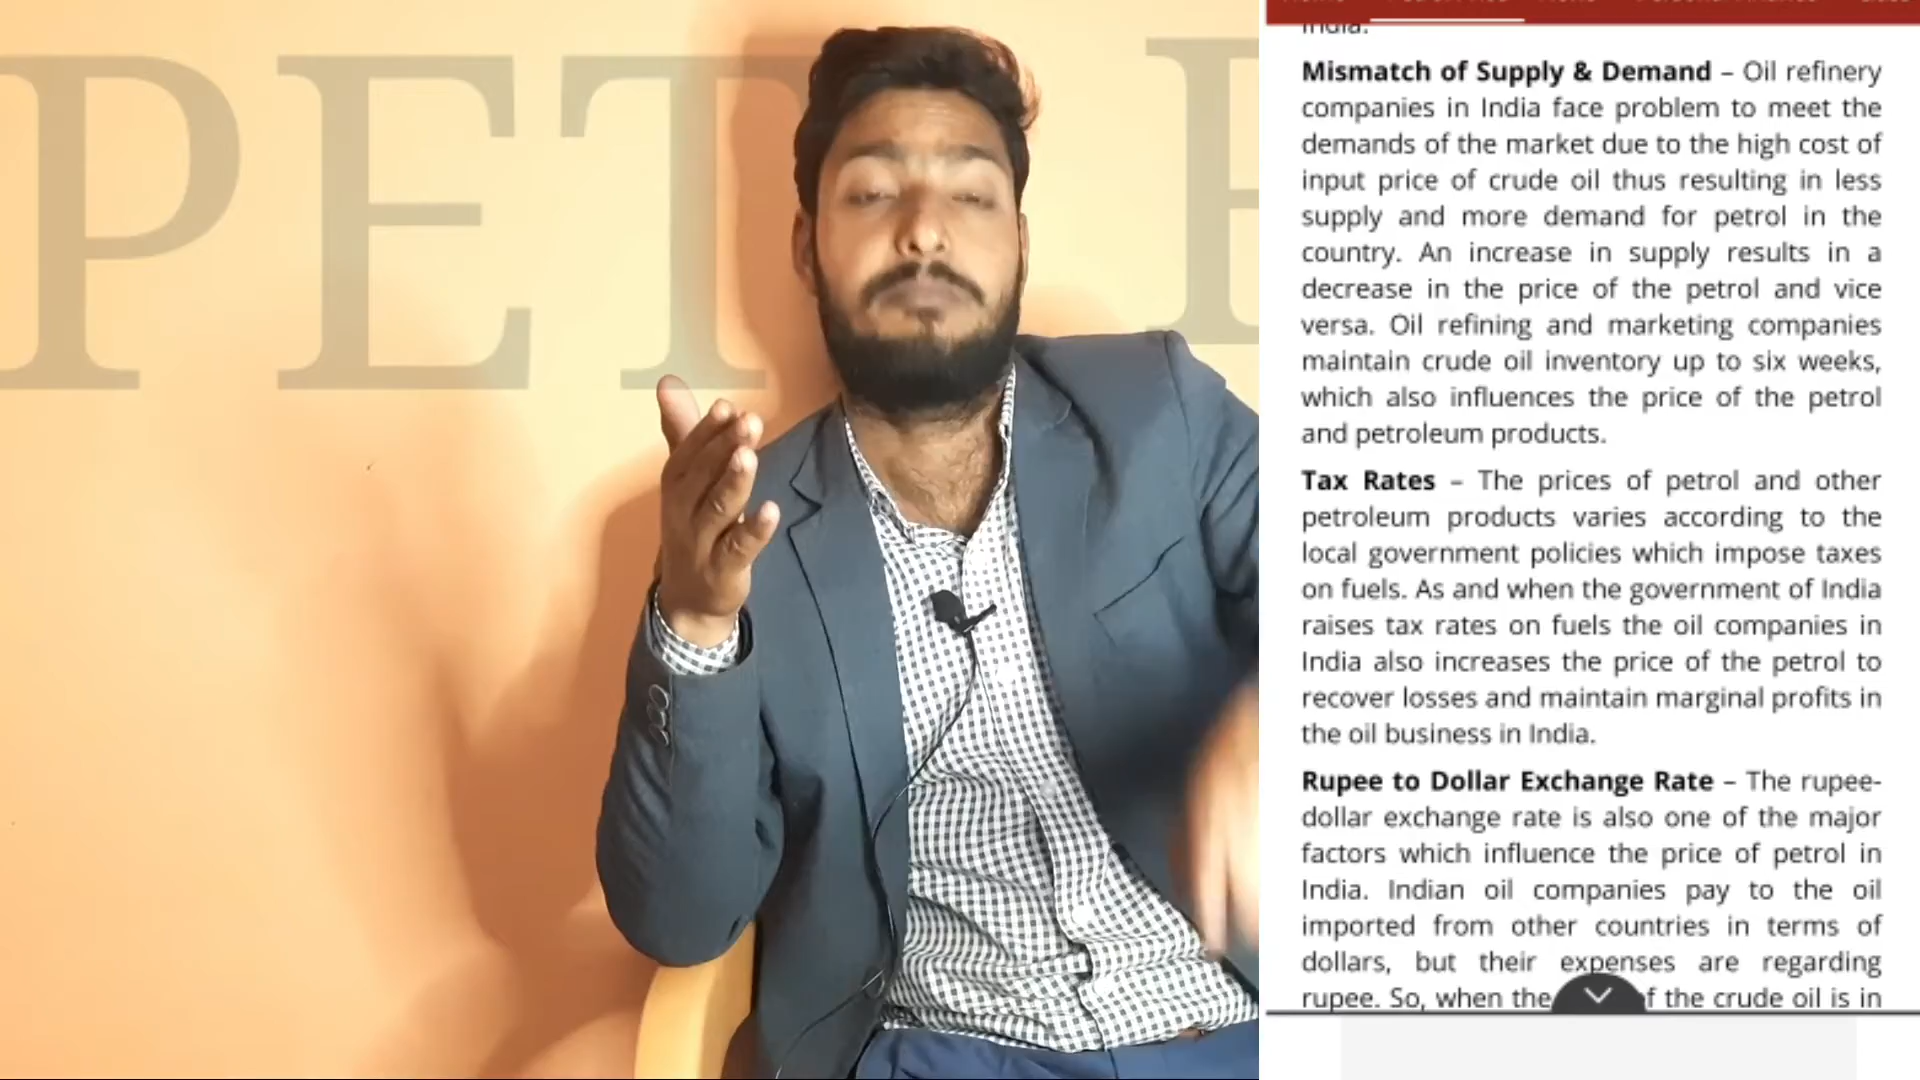 PET
India.
Mismatch of Supply & Demand – Oil refinery
companies in India face problem to meet the
demands of the market due to the high cost of
input price of crude oil thus resulting in less
supply and more demand for petrol in the
country. An increase in supply results in a
decrease in the price of the petrol and vice
versa. Oil refining and marketing companies
maintain crude oil inventory up to six weeks,
which also influences the price of the petrol
and petroleum products.
Tax Rates – The prices of petrol and other
petroleum products varies according to the
local government policies which impose taxes
on fuels. As and when the government of India
raises tax rates on fuels the oil companies in
India also increases the price of the petrol to
recover losses and maintain marginal profits in
the oil business in India.
Rupee to Dollar Exchange Rate – The rupee-
dollar exchange rate is also one of the major
factors which influence the price of petrol in
India. Indian oil companies pay to the oil
imported from other countries in terms of
dollars, but their expenses are regarding
rupee. So, when the of the crude oil is in